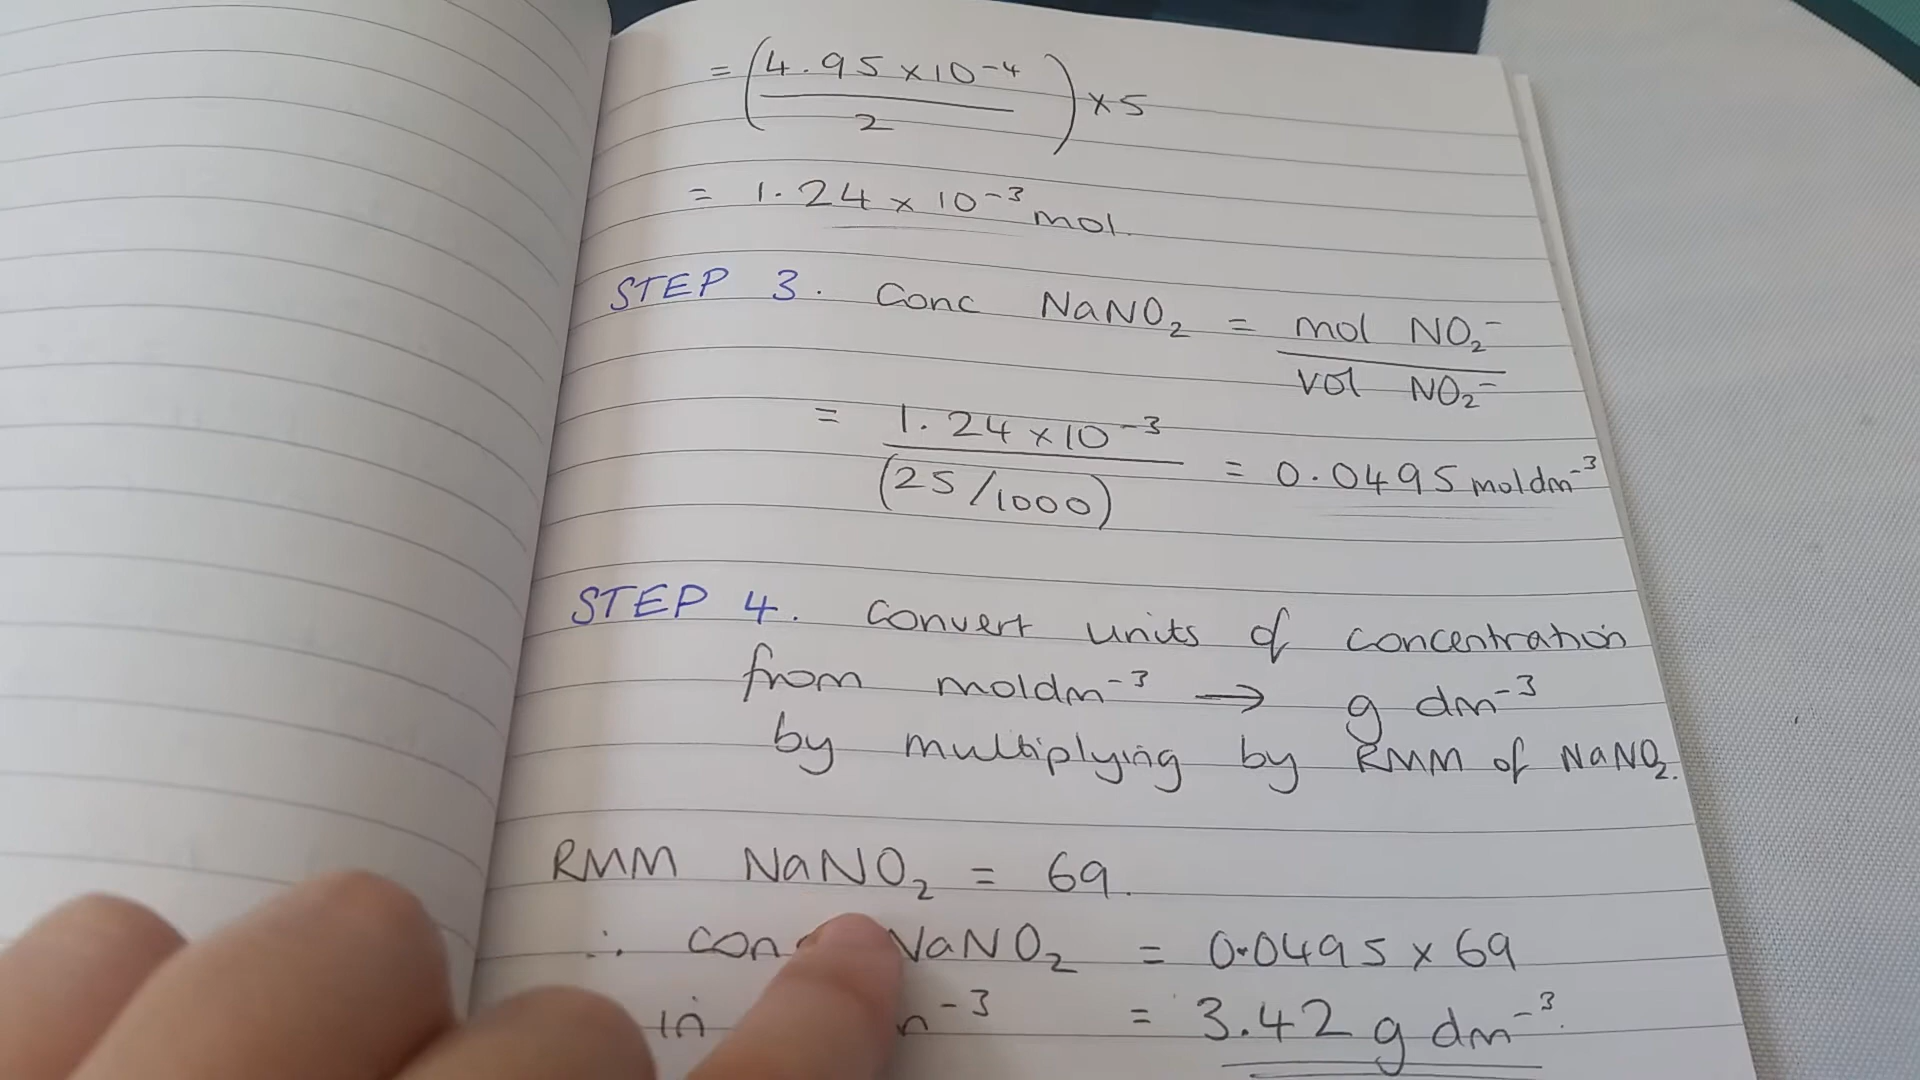 = (4.95 × 10⁻⁴ / 2) × 5
= 1.24 × 10⁻³ mol.
STEP 3. Conc NaNO₂ = mol NO₂⁻ / vol NO₂⁻
= 1.24 × 10⁻³ / (25/1000) = 0.0495 moldm⁻³
STEP 4. Convert units of concentration
from moldm⁻³ → g dm⁻³
by multiplying by RMM of NaNO₂.
RMM NaNO₂ = 69.
∴ NaNO₂ = 0.0495 × 69
in = 3.42 g dm⁻³.